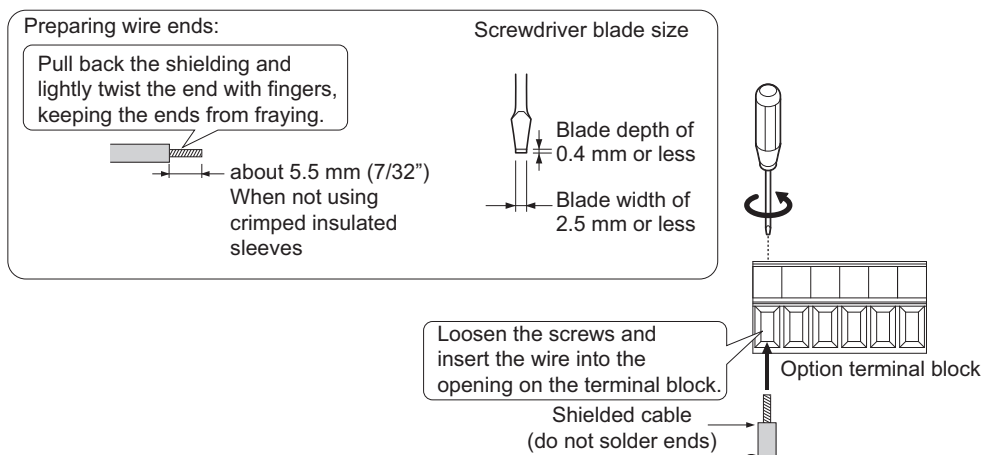 Preparing wire ends:
Pull back the shielding and
lightly twist the end with fingers,
keeping the ends from fraying.
about 5.5 mm (7/32”)
When not using
crimped insulated
sleeves
Screwdriver blade size
Blade depth of
0.4 mm or less
Blade width of
2.5 mm or less
Loosen the screws and
insert the wire into the
opening on the terminal block.
Option terminal block
Shielded cable
(do not solder ends)